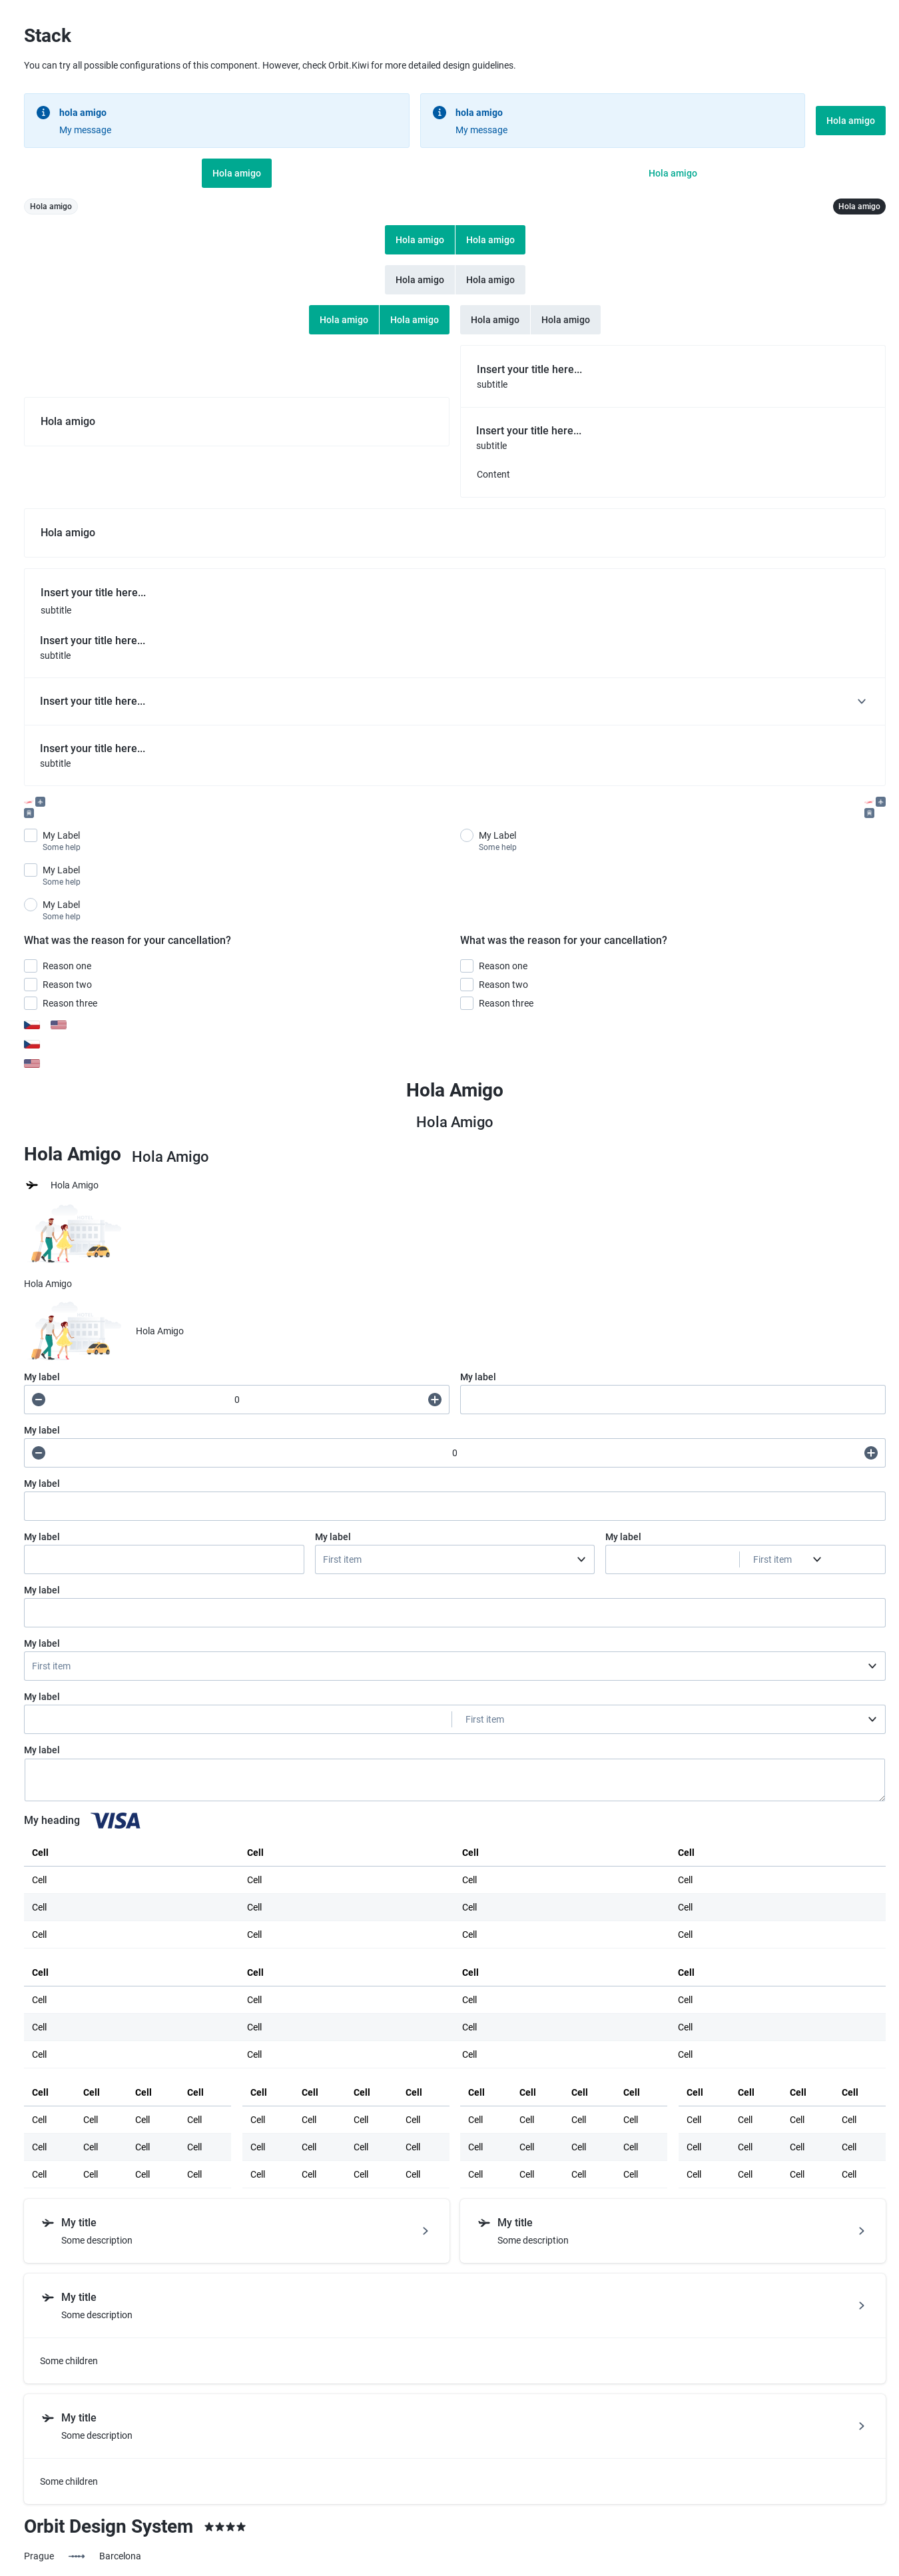 Stack
You can try all possible configurations of this component. However, check Orbit.Kiwi for more detailed design guidelines.
hola amigo
My message
hola amigo
My message
Hola amigo
Hola amigo
Hola amigo
Hola amigo
Hola amigo
Hola amigo Hola amigo
Hola amigo Hola amigo
Hola amigo Hola amigo Hola amigo Hola amigo
Hola amigo
Insert your title here...
subtitle
Insert your title here...
subtitle
Content
Hola amigo
Insert your title here...
subtitle
Insert your title here...
subtitle
Insert your title here...
Insert your title here...
subtitle
My Label
Some help
My Label
Some help
My Label
Some help
My Label
Some help
What was the reason for your cancellation?
Reason one
Reason two
Reason three
What was the reason for your cancellation?
Reason one
Reason two
Reason three
Hola Amigo
Hola Amigo
Hola Amigo Hola Amigo
Hola Amigo
Hola Amigo
Hola Amigo
My label
0
My label
My label
0
My label
My label
My label
First item
My label
First item
My label
My label
First item
My label
First item
My label
My heading VISA
Cell Cell Cell Cell
Cell Cell Cell Cell
Cell Cell Cell Cell
Cell Cell Cell Cell
Cell Cell Cell Cell
Cell Cell Cell Cell
Cell Cell Cell Cell
Cell Cell Cell Cell
Cell Cell Cell Cell Cell Cell Cell Cell Cell Cell Cell Cell Cell Cell Cell Cell
Cell Cell Cell Cell Cell Cell Cell Cell Cell Cell Cell Cell Cell Cell Cell Cell
Cell Cell Cell Cell Cell Cell Cell Cell Cell Cell Cell Cell Cell Cell Cell Cell
Cell Cell Cell Cell Cell Cell Cell Cell Cell Cell Cell Cell Cell Cell Cell Cell
My title
Some description
My title
Some description
My title
Some description
Some children
My title
Some description
Some children
Orbit Design System
Prague Barcelona